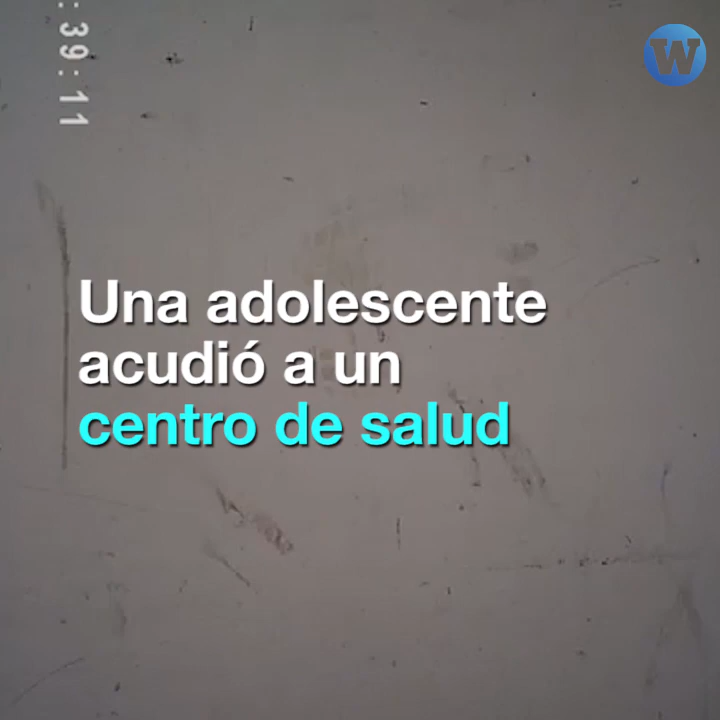 :39:11
W
Una adolescente
acudió a un
centro de salud